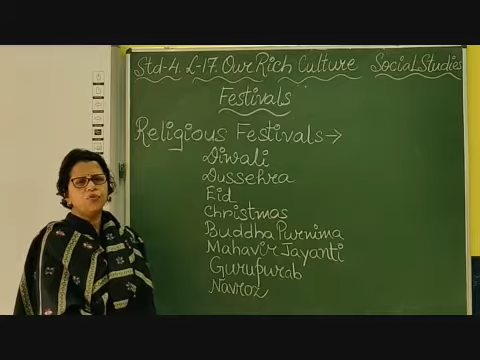 Std-4. L-17. Our Rich Culture Social Studies
Festivals
Religious Festivals→
Diwali
Dussehra
Eid
Christmas
Buddha Purnima
Mahavir Jayanti
Gurupurab
Navroz